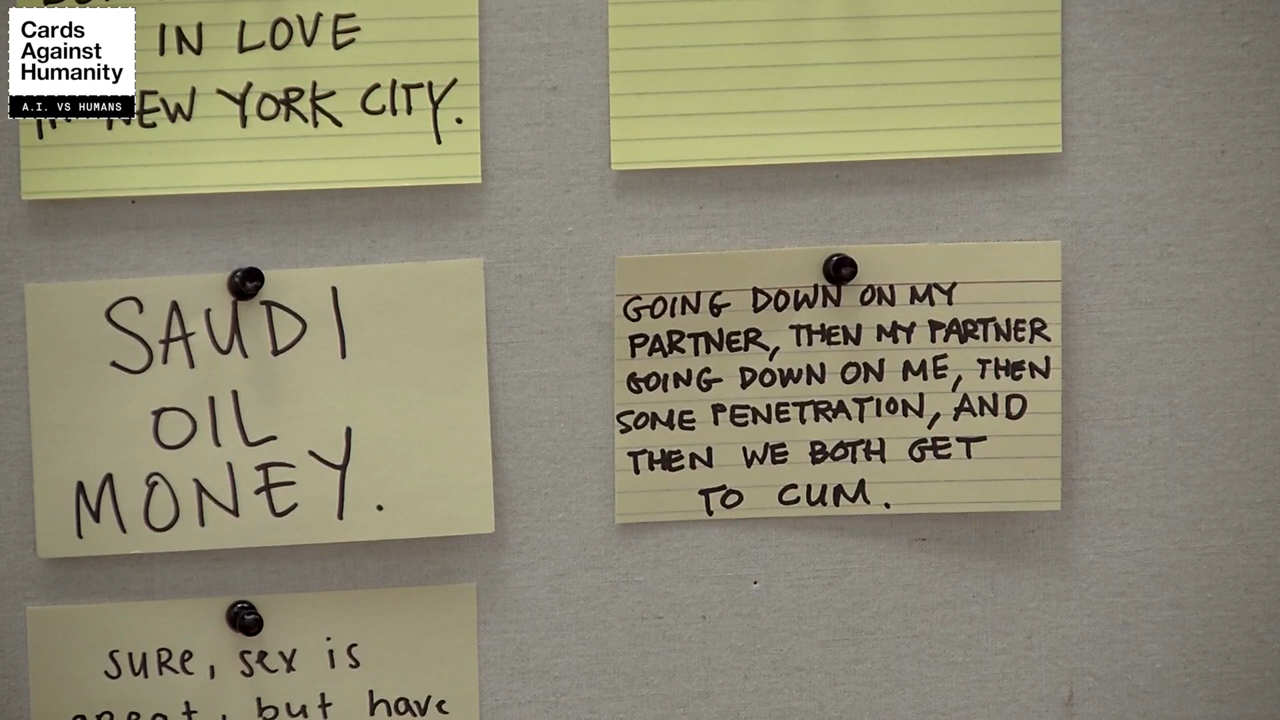 Cards
Against
Humanity
A.I. VS HUMANS
IN LOVE
NEW YORK CITY.
SAUDI
OIL
MONEY.
GOING DOWN ON MY
PARTNER, THEN MY PARTNER
GOING DOWN ON ME, THEN
SOME PENETRATION, AND
THEN WE BOTH GET
TO CUM.
sure, sex is
great, but have